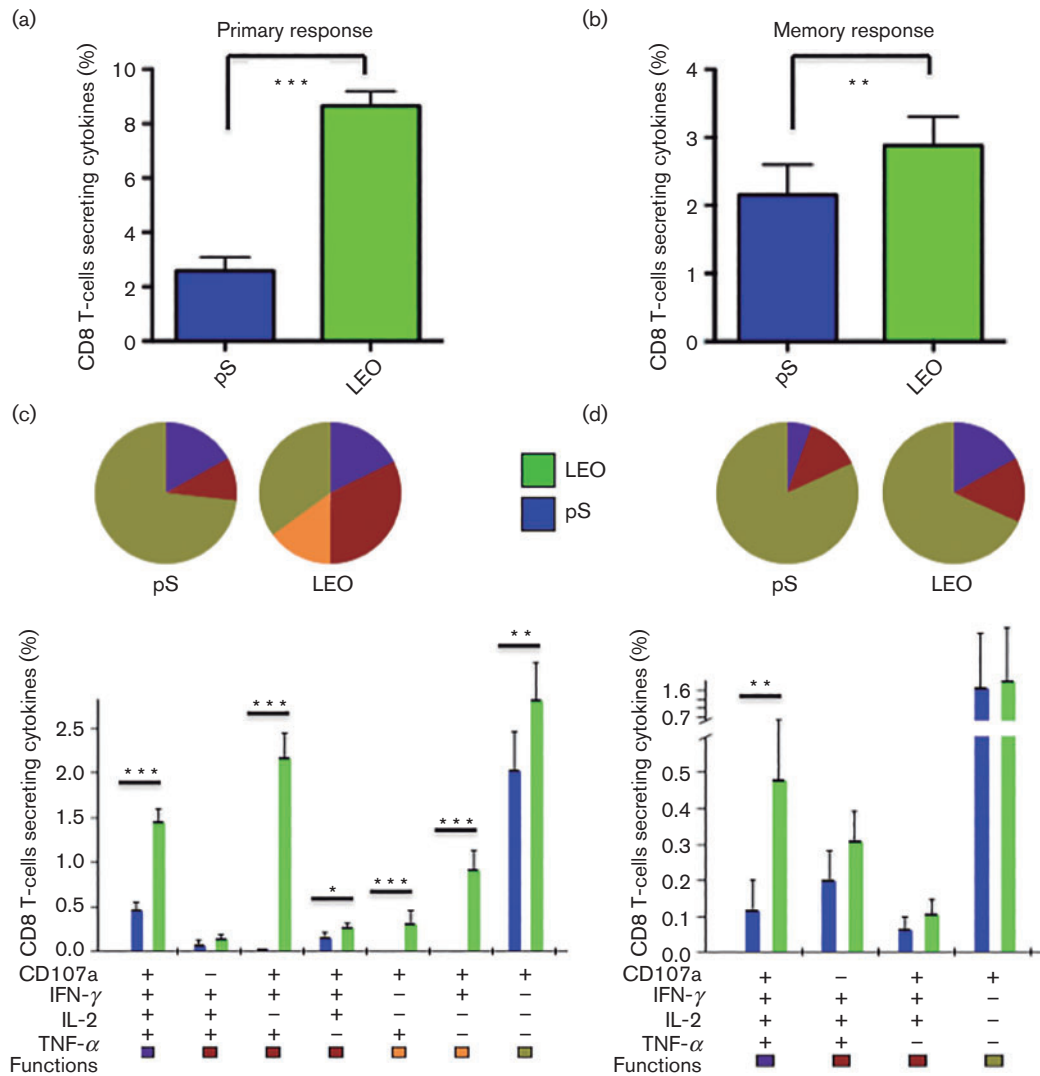 (a)
Primary response
CD8 T-cells secreting cytokines (%)
10
8
6
4
2
0
* * *
pS
LEO
(b)
Memory response
CD8 T-cells secreting cytokines (%)
4
3
2
1
0
* *
pS
LEO
(c)
pS
LEO
LEO
pS
(d)
pS
LEO
CD8 T-cells secreting cytokines (%)
2.5
2.0
1.5
1.0
0.5
0.0
* * *
* * *
*
* * *
* * *
* *
CD107a + − + + + + +
IFN-γ + + + + − + −
IL-2 + + − + − − −
TNF-α + + + − + − −
Functions
CD8 T-cells secreting cytokines (%)
1.6
0.7
0.5
0.4
0.3
0.2
0.1
0.0
* *
CD107a + − + +
IFN-γ + + + −
IL-2 + + + −
TNF-α + + − −
Functions